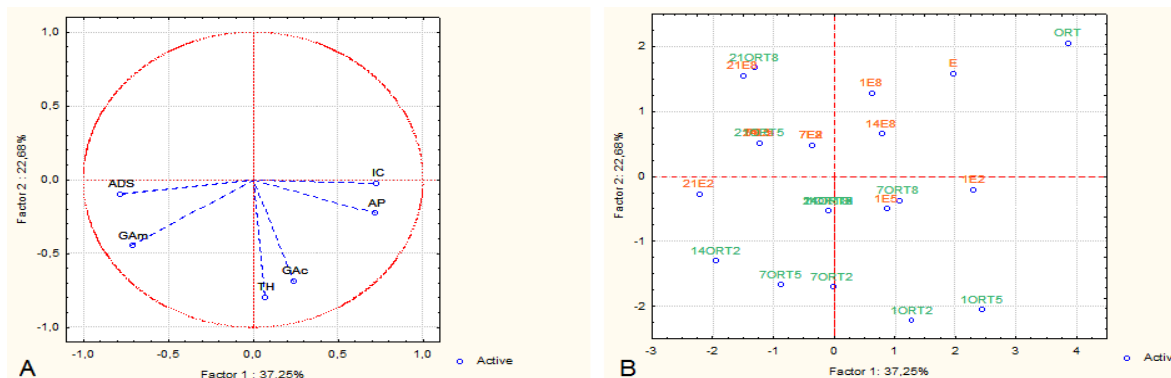 1,0
0,5
0,0
-0,5
-1,0
Factor 2 : 22,68%
ADS
GAm
IC
AP
GAc
TH
-1,0 -0,5 0,0 0,5 1,0
Factor 1 : 37,25%
Active
A
2
1
0
-1
-2
Factor 2: 22,68%
ORT
21ORT8
21E8
E
1E8
14E8
7E2
21E2
7ORT8
1E2
1E5
14ORT2
7ORT5
7ORT2
1ORT2
1ORT5
-3 -2 -1 0 1 2 3 4
Factor 1: 37,25%
Active
B